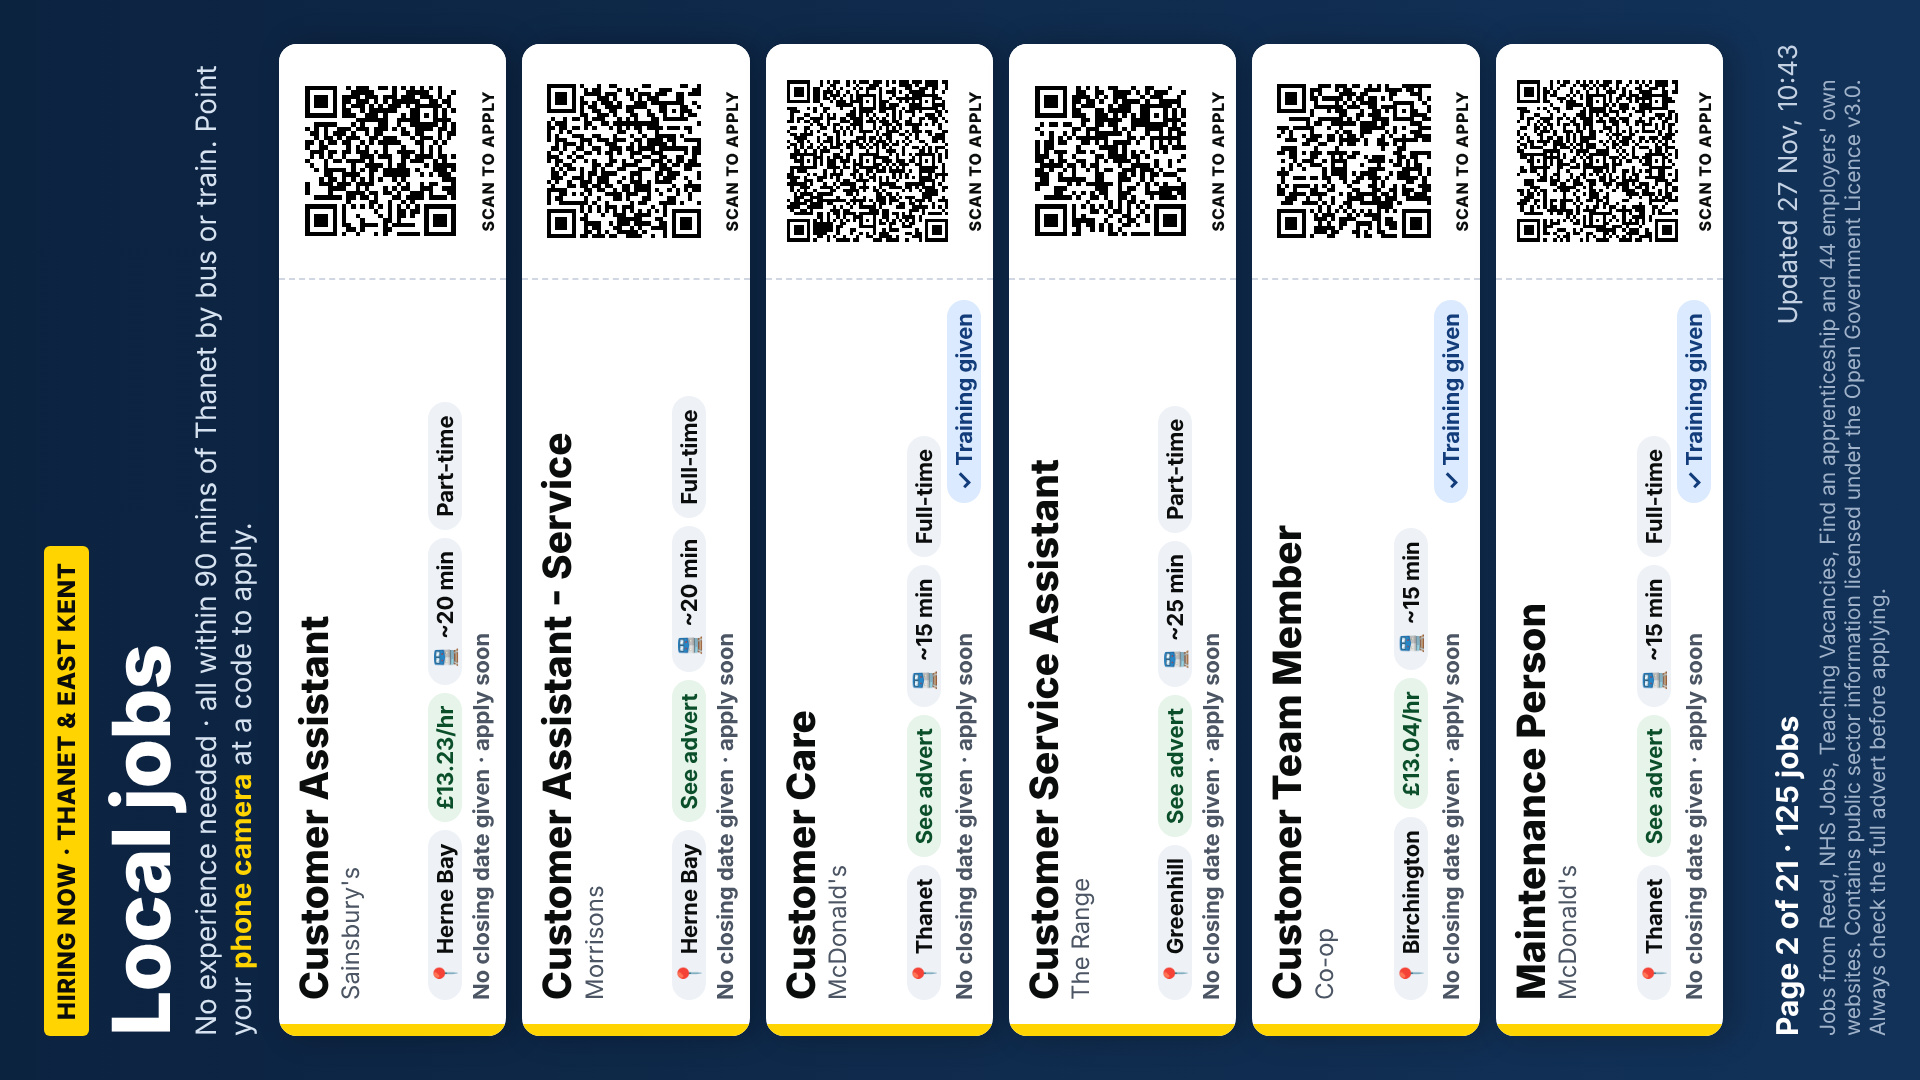 HIRING NOW · THANET & EAST KENT
Local jobs
No experience needed · all within 90 mins of Thanet by bus or train. Point
your phone camera at a code to apply.
Customer Assistant
Sainsbury's
📍 Herne Bay £13.23/hr 🚆 ~20 min Part-time
No closing date given · apply soon
SCAN TO APPLY
Customer Assistant - Service
Morrisons
📍 Herne Bay See advert 🚆 ~20 min Full-time
No closing date given · apply soon
SCAN TO APPLY
Customer Care
McDonald's
📍 Thanet See advert 🚆 ~15 min Full-time
No closing date given · apply soon ✓ Training given
SCAN TO APPLY
Customer Service Assistant
The Range
📍 Greenhill See advert 🚆 ~25 min Part-time
No closing date given · apply soon
SCAN TO APPLY
Customer Team Member
Co-op
📍 Birchington £13.04/hr 🚆 ~15 min
No closing date given · apply soon ✓ Training given
SCAN TO APPLY
Maintenance Person
McDonald's
📍 Thanet See advert 🚆 ~15 min Full-time
No closing date given · apply soon ✓ Training given
SCAN TO APPLY
Page 2 of 21 · 125 jobs Updated 27 Nov, 10:43
Jobs from Reed, NHS Jobs, Teaching Vacancies, Find an apprenticeship and 44 employers' own
websites. Contains public sector information licensed under the Open Government Licence v3.0.
Always check the full advert before applying.